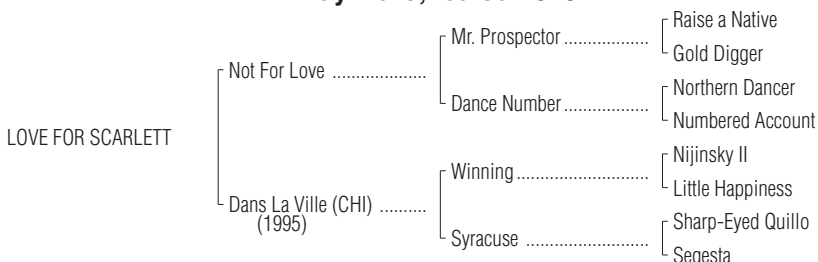 Raise a Native
Mr. Prospector ..................
Gold Digger
Not For Love ....................
Northern Dancer
Dance Number ..................
Numbered Account
LOVE FOR SCARLETT
Nijinsky II
Winning ............................
Little Happiness
Dans La Ville (CHI) ..........
(1995)
Sharp-Eyed Quillo
Syracuse ..........................
Segesta